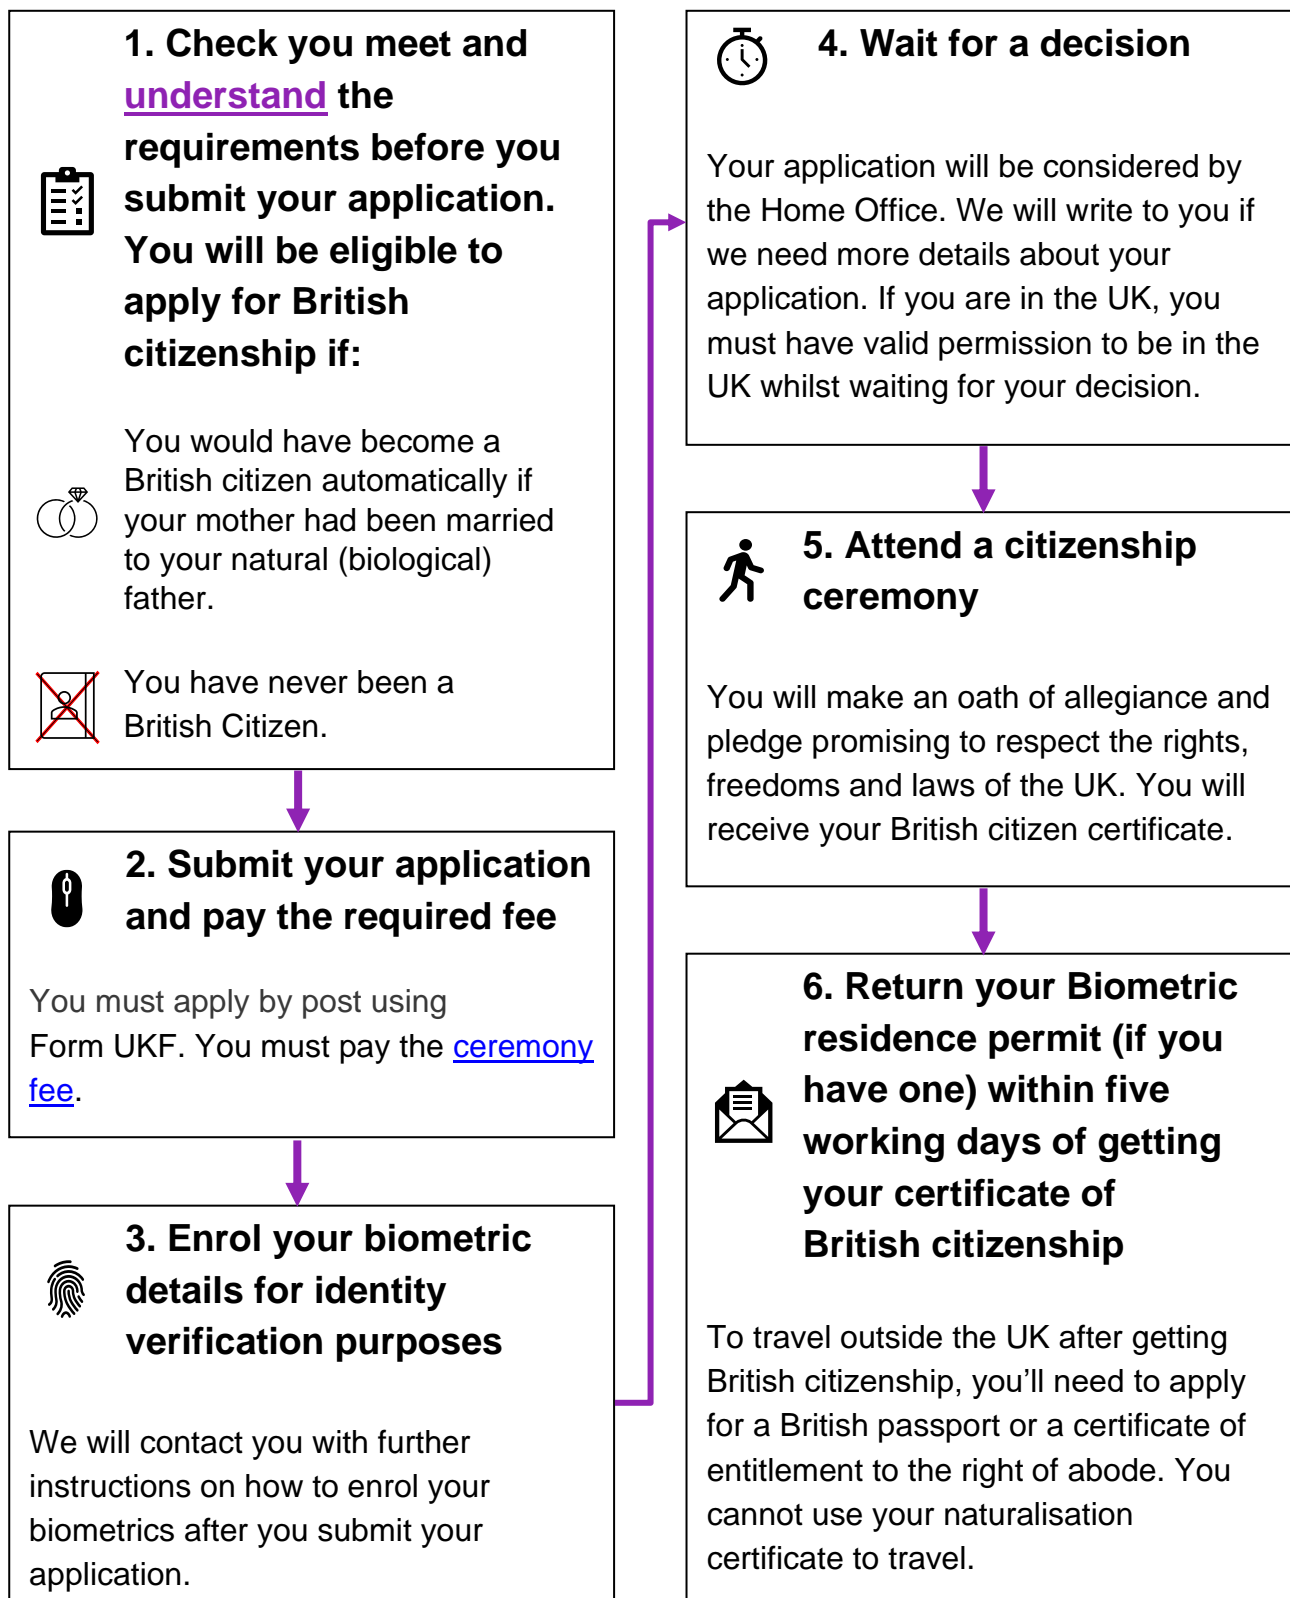 1. Check you meet and
understand the
requirements before you
submit your application.
You will be eligible to
apply for British
citizenship if:
You would have become a
British citizen automatically if
your mother had been married
to your natural (biological)
father.
You have never been a
British Citizen.
2. Submit your application
and pay the required fee
You must apply by post using
Form UKF. You must pay the ceremony
fee.
3. Enrol your biometric
details for identity
verification purposes
We will contact you with further
instructions on how to enrol your
biometrics after you submit your
application.
4. Wait for a decision
Your application will be considered by
the Home Office. We will write to you if
we need more details about your
application. If you are in the UK, you
must have valid permission to be in the
UK whilst waiting for your decision.
5. Attend a citizenship
ceremony
You will make an oath of allegiance and
pledge promising to respect the rights,
freedoms and laws of the UK. You will
receive your British citizen certificate.
6. Return your Biometric
residence permit (if you
have one) within five
working days of getting
your certificate of
British citizenship
To travel outside the UK after getting
British citizenship, you’ll need to apply
for a British passport or a certificate of
entitlement to the right of abode. You
cannot use your naturalisation
certificate to travel.